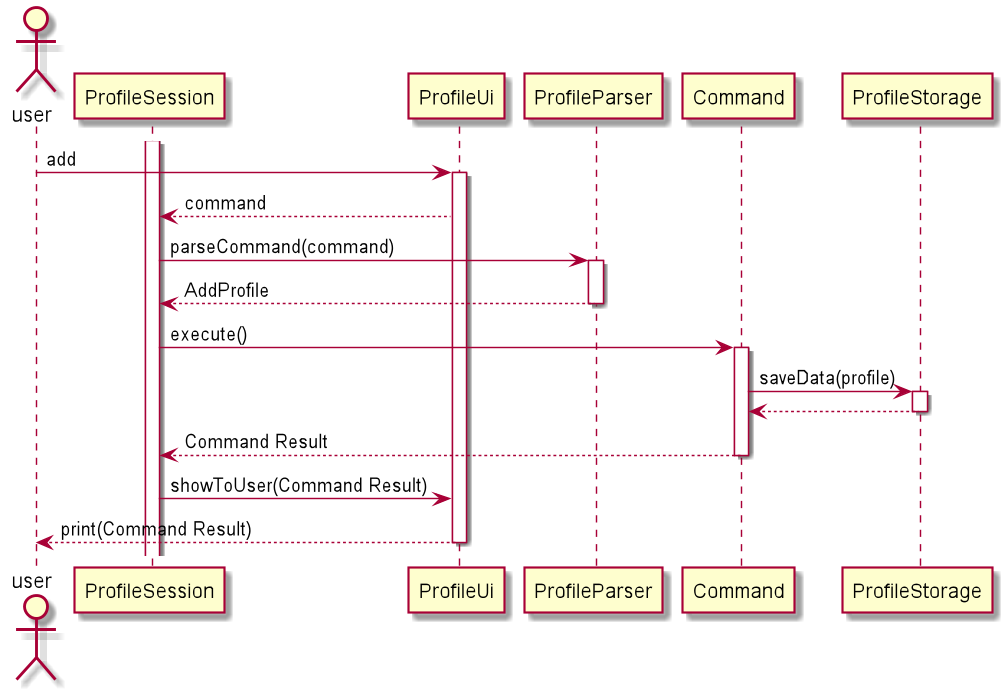 user
ProfileSession
ProfileUi
ProfileParser
Command
ProfileStorage
add
command
parseCommand(command)
AddProfile
execute()
saveData(profile)
Command Result
showToUser(Command Result)
print(Command Result)
user
ProfileSession
ProfileUi
ProfileParser
Command
ProfileStorage